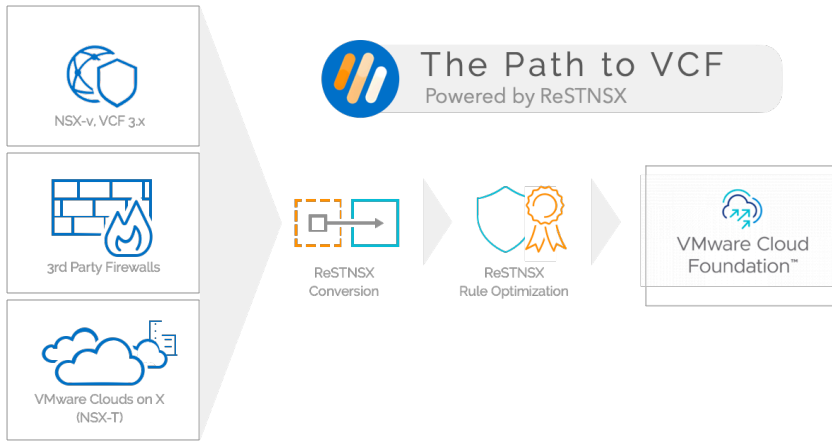 The Path to VCF
Powered by ReSTNSX
NSX-v, VCF 3.x
3rd Party Firewalls
VMware Clouds on X
(NSX-T)
ReSTNSX
Conversion
ReSTNSX
Rule Optimization
VMware Cloud
Foundation™